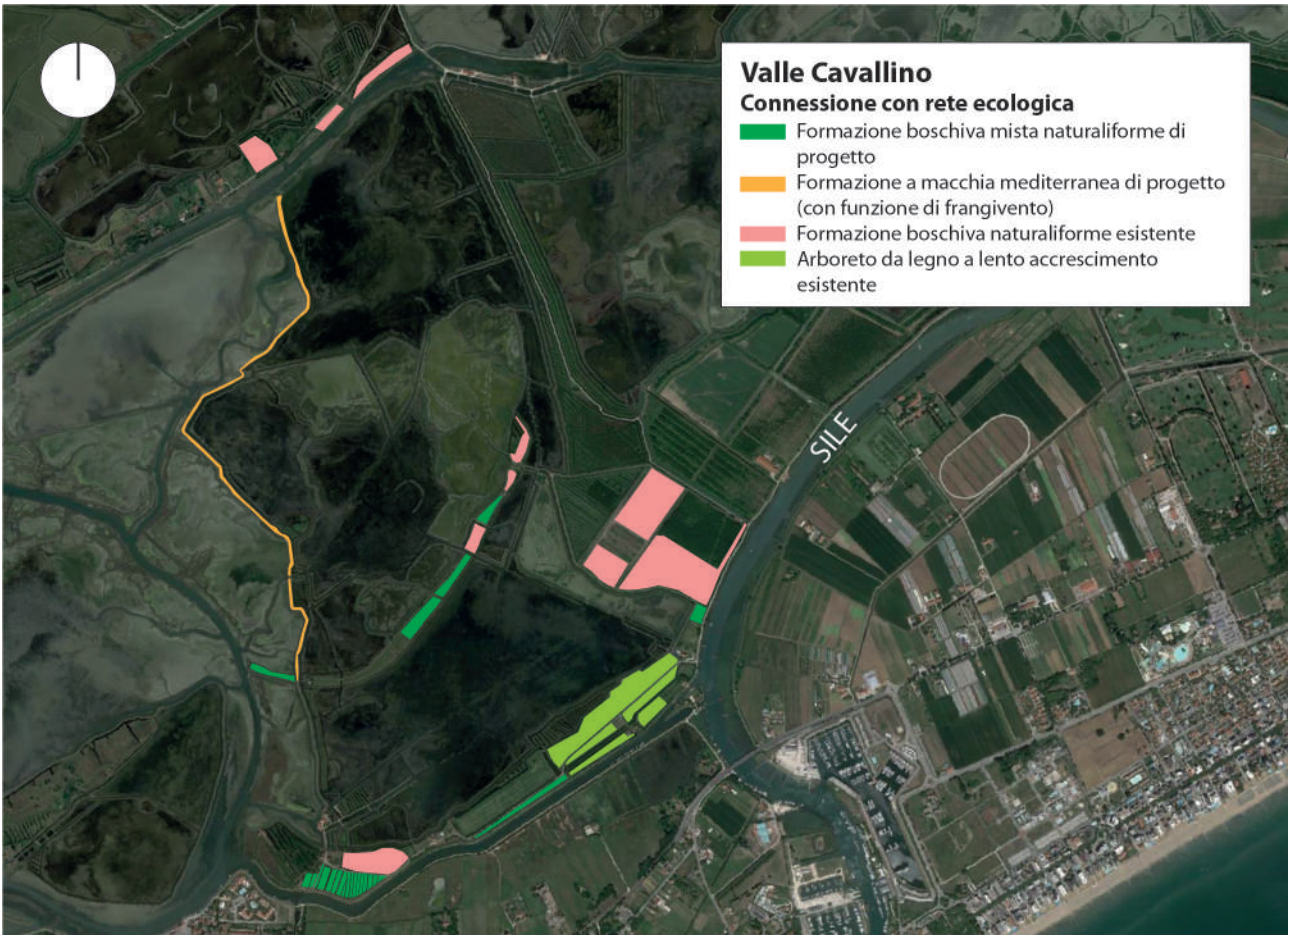 Valle Cavallino
Connessione con rete ecologica
Formazione boschiva mista naturaliforme di
progetto
Formazione a macchia mediterranea di progetto
(con funzione di frangivento)
Formazione boschiva naturaliforme esistente
Arboreto da legno a lento accrescimento
esistente
SILE